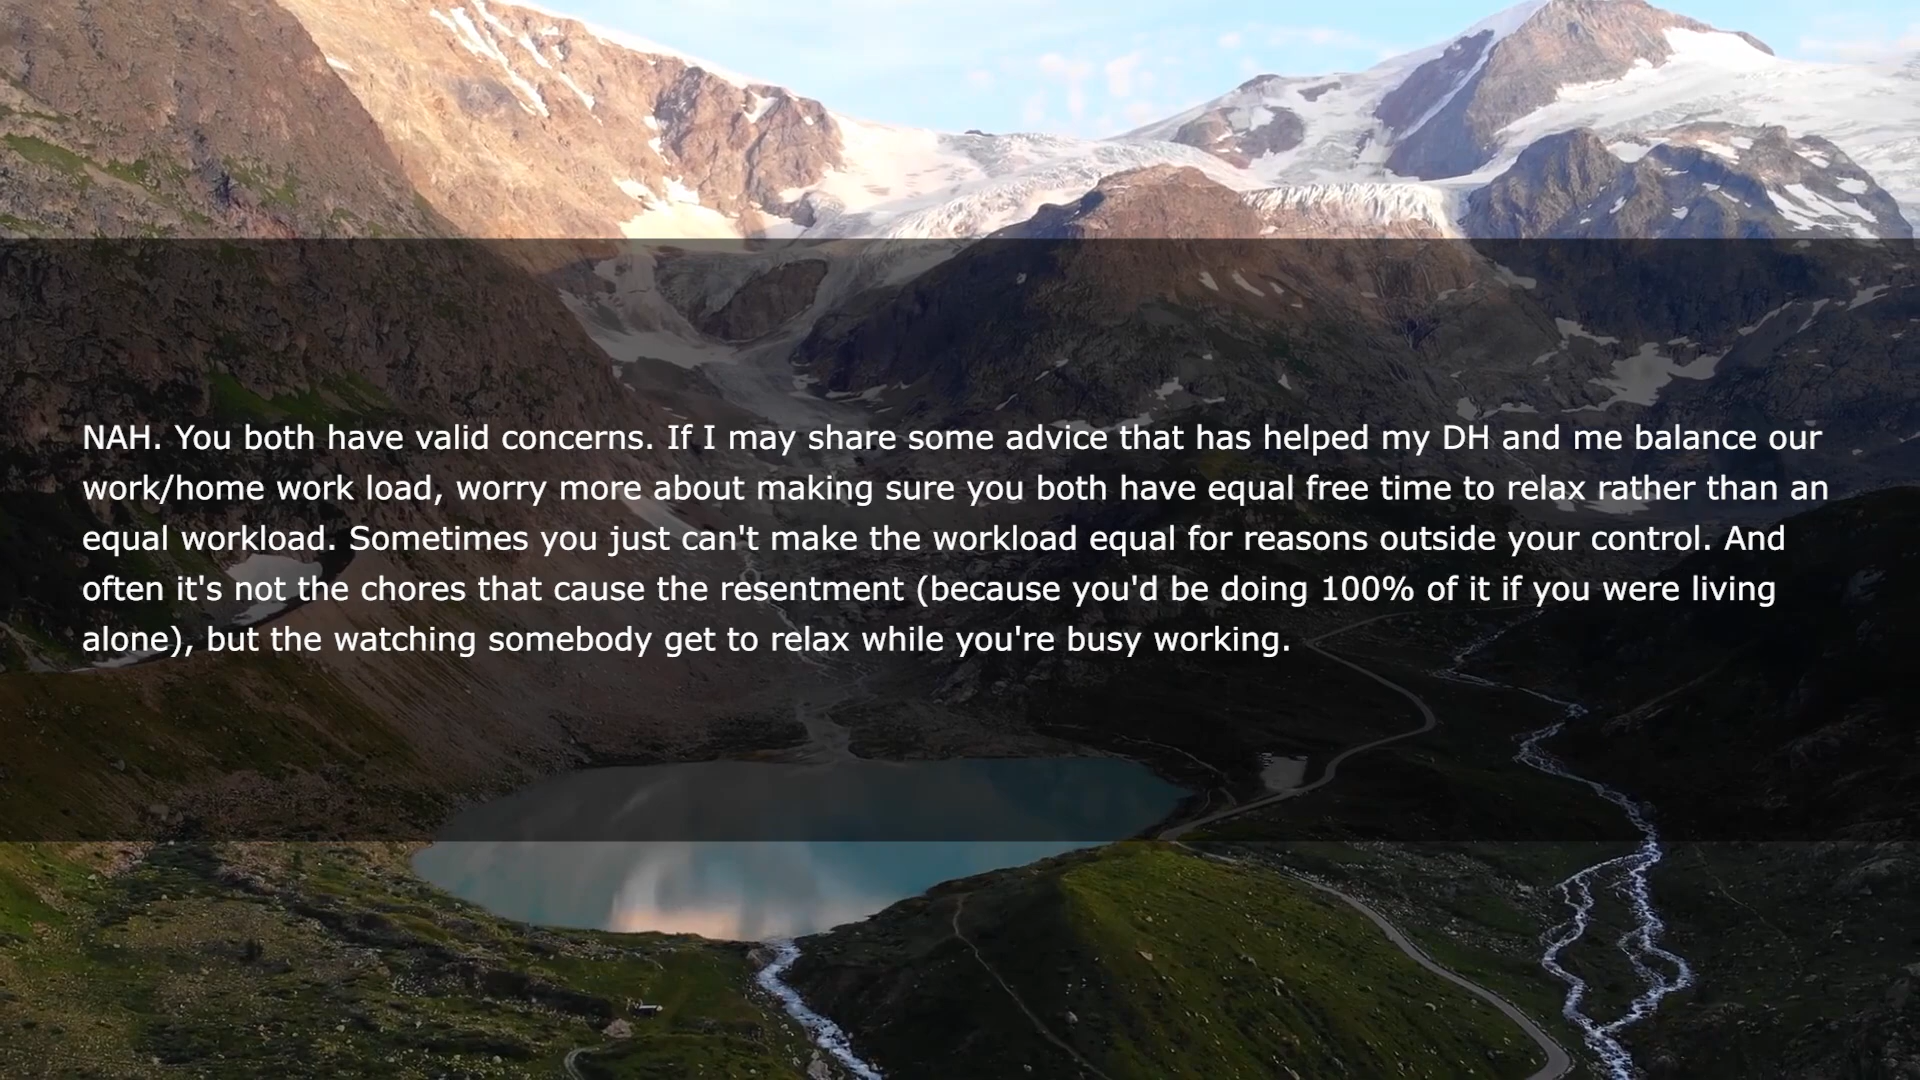 NAH. You both have valid concerns. If I may share some advice that has helped my DH and me balance our
work/home work load, worry more about making sure you both have equal free time to relax rather than an
equal workload. Sometimes you just can't make the workload equal for reasons outside your control. And
often it's not the chores that cause the resentment (because you'd be doing 100% of it if you were living
alone), but the watching somebody get to relax while you're busy working.